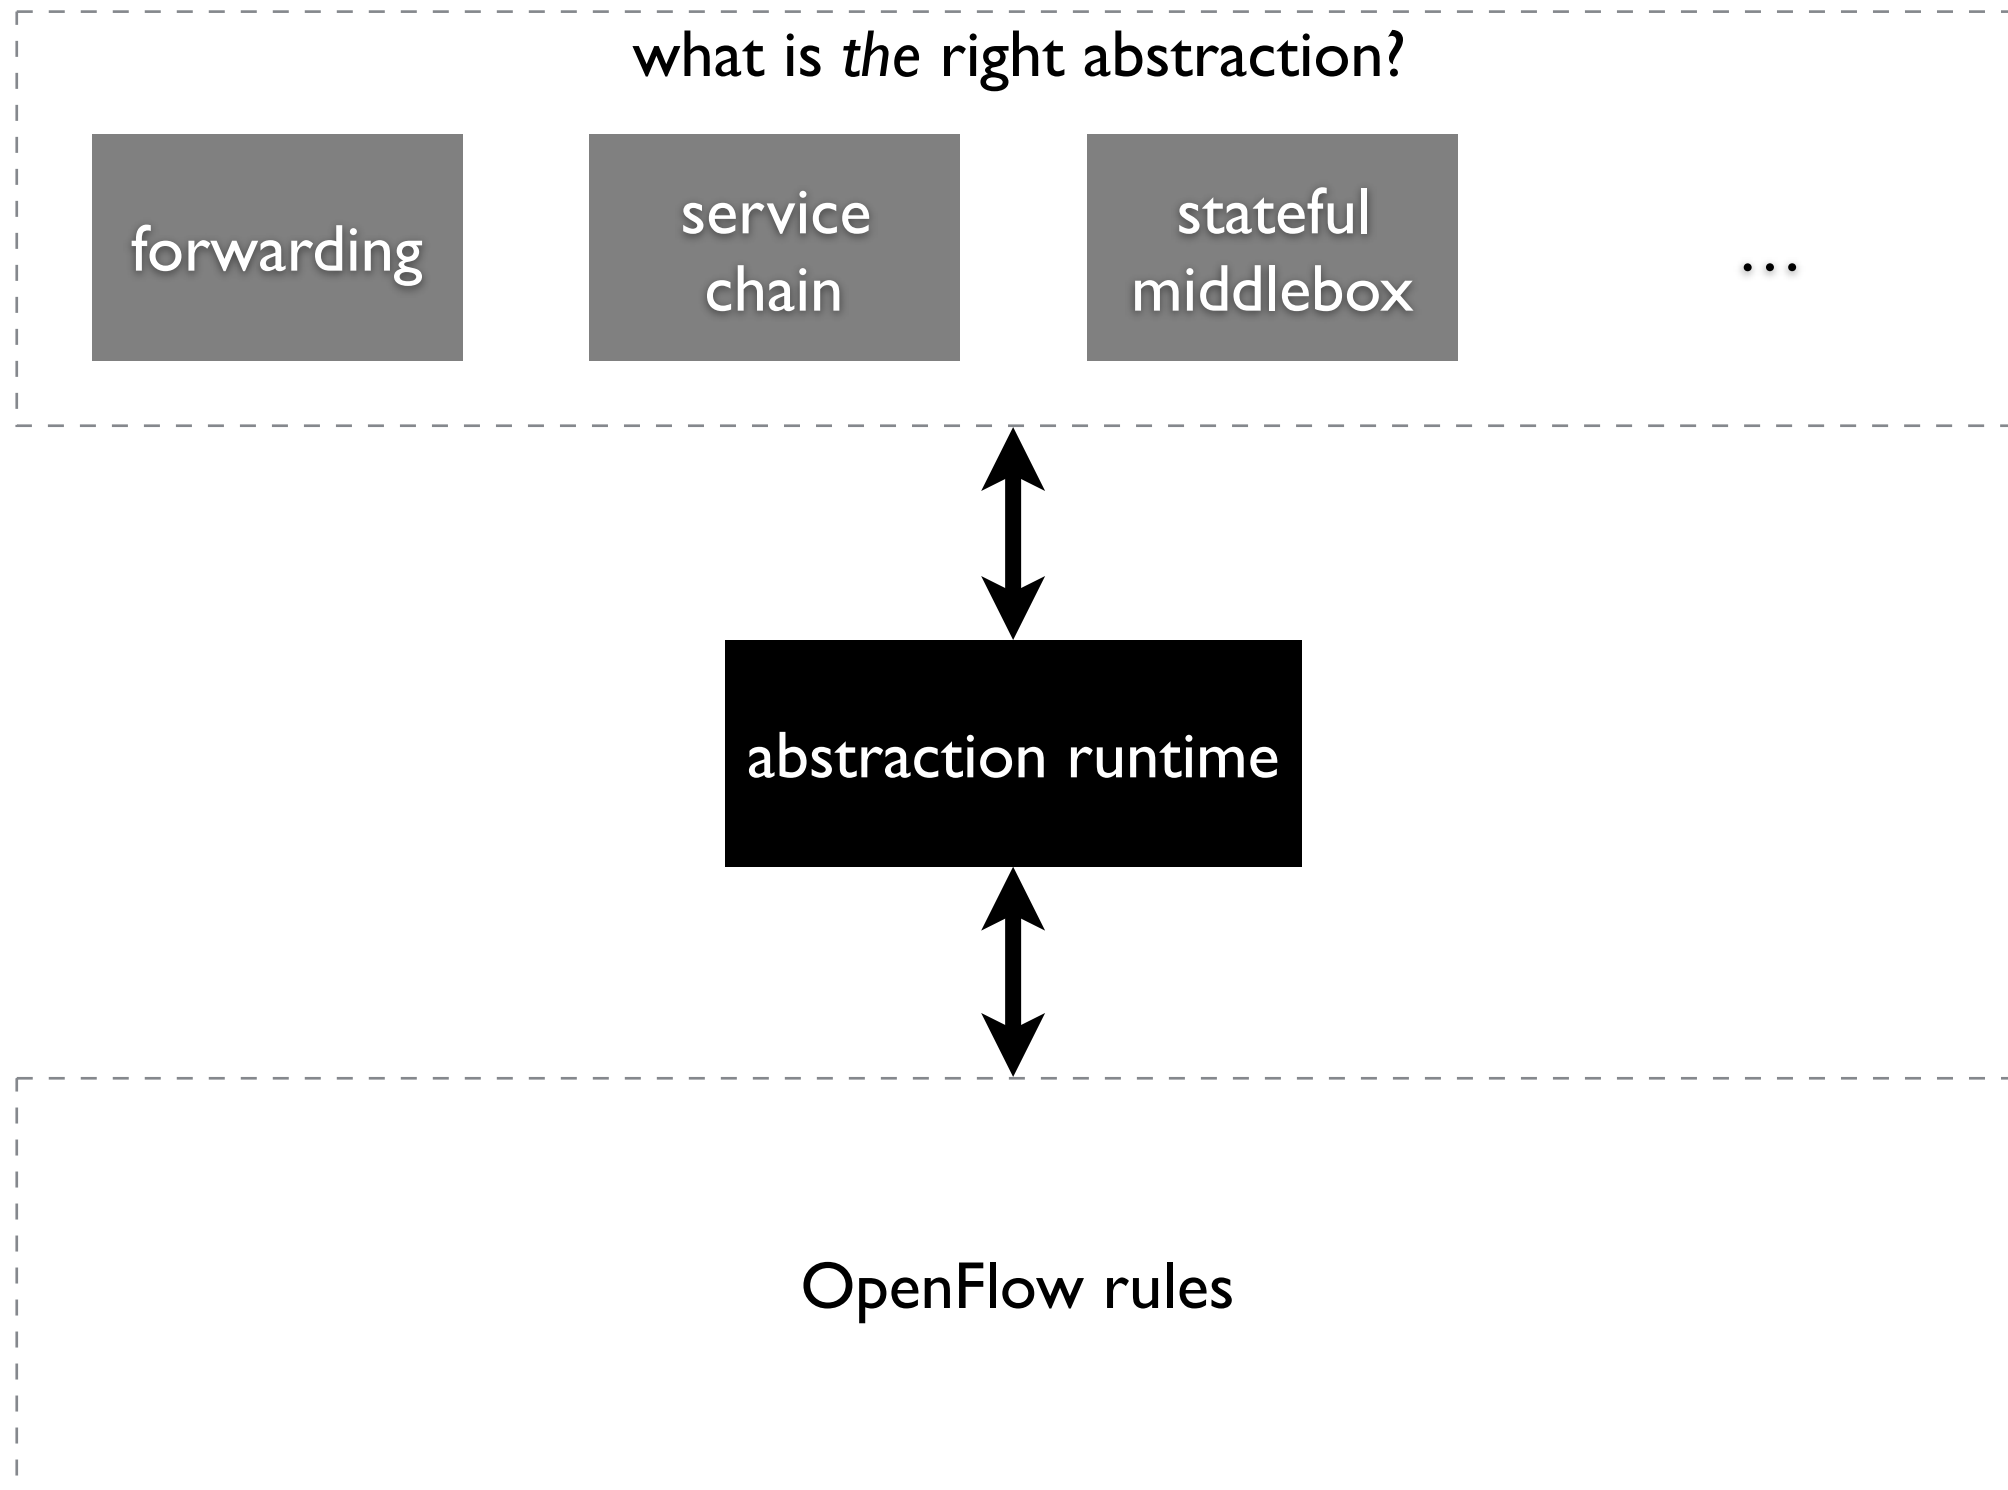 what is the right abstraction?
forwarding
service
chain
stateful
middlebox
...
abstraction runtime
OpenFlow rules